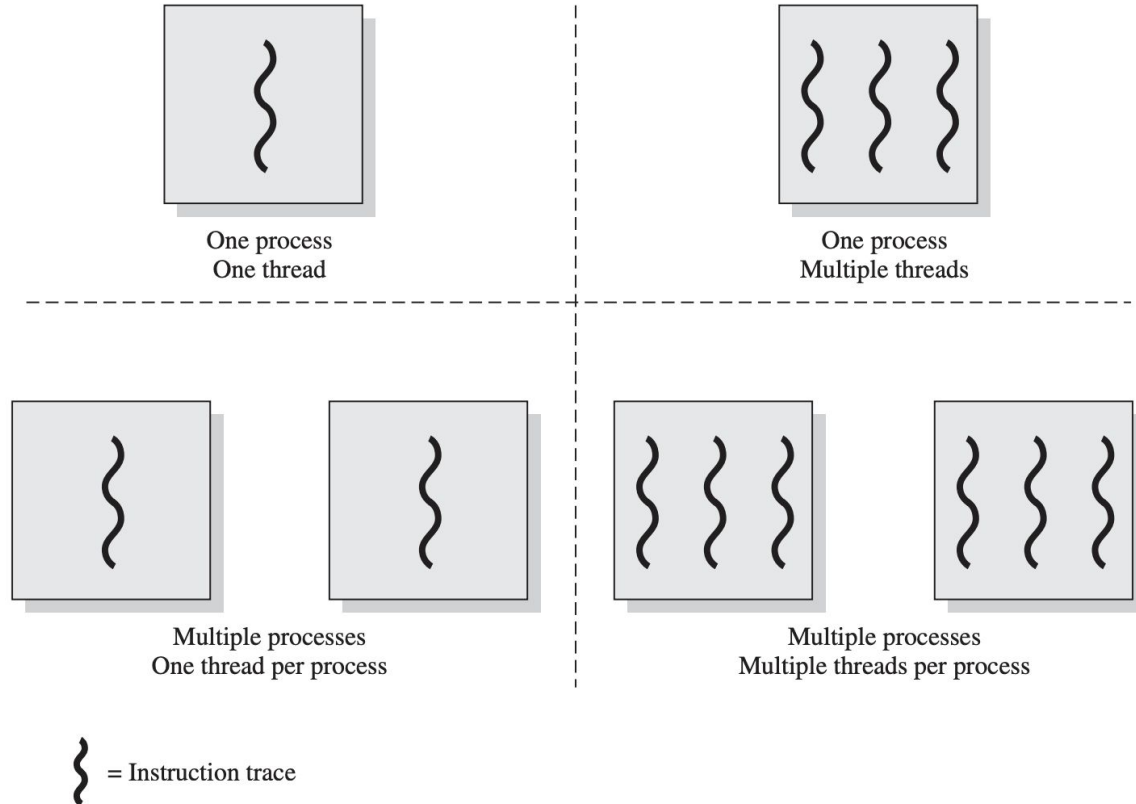 One process
One thread
One process
Multiple threads
Multiple processes
One thread per process
Multiple processes
Multiple threads per process
= Instruction trace